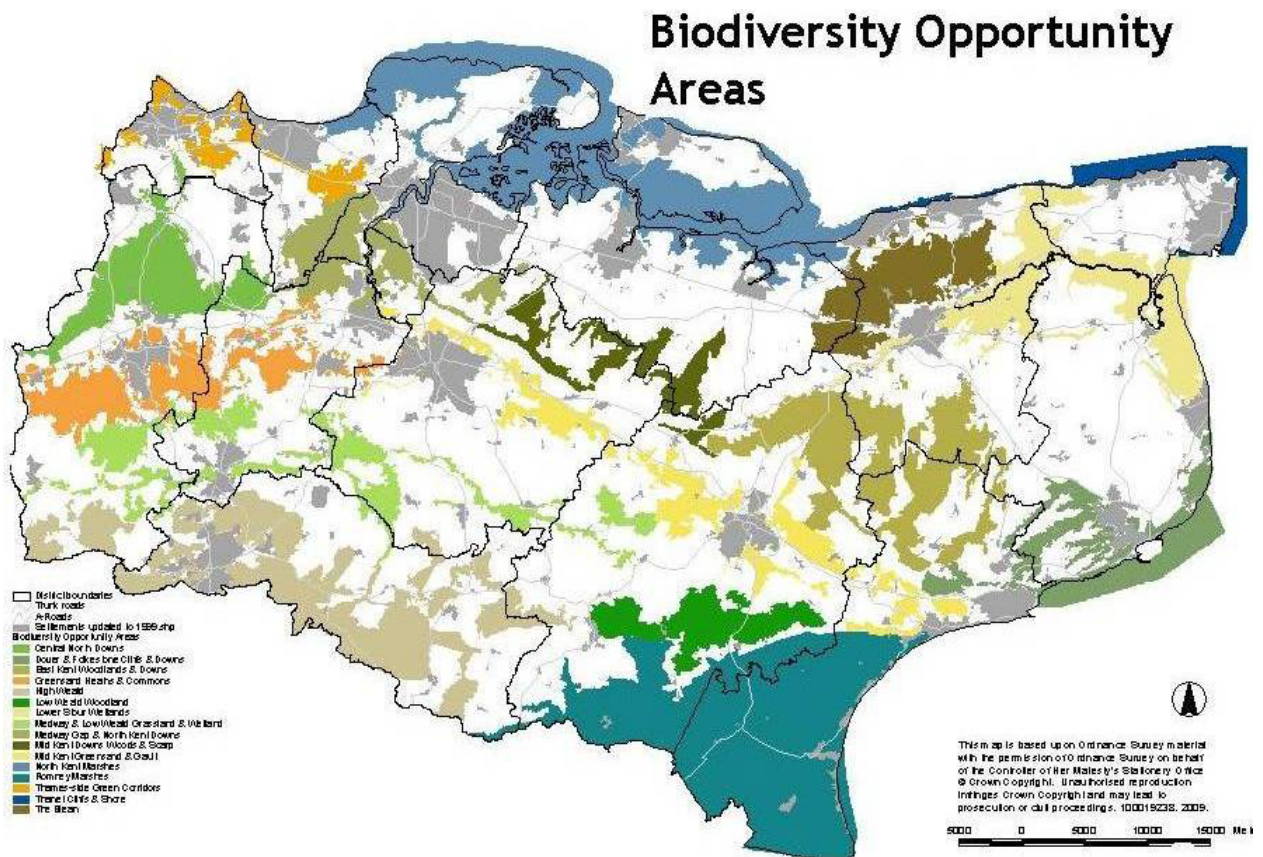 Biodiversity Opportunity
Areas
District boundaries
Trunk roads
A-Roads
Settlements updated to 1999.shp
Biodiversity Opportunity Areas
Central North Downs
Dover & Folkestone Cliffs & Downs
East Kent Woodlands & Downs
Greensand Heaths & Commons
High Weald
Low Weald Woodland
Lower Stour Wetlands
Medway & Low Weald Grassland & Wetland
Medway Gap & North Kent Downs
Mid Kent Downs Woods & Scarp
Mid Kent Greensand & Gault
North Kent Marshes
Romney Marshes
Thames-side Green Corridors
Thanet Cliffs & Shore
The Blean
This map is based upon Ordnance Survey material
with the permission of Ordnance Survey on behalf
of the Controller of Her Majesty's Stationery Office
© Crown Copyright. Unauthorised reproduction
infringes Crown Copyright and may lead to
prosecution or civil proceedings. 100019238. 2009.
5000 0 5000 10000 15000